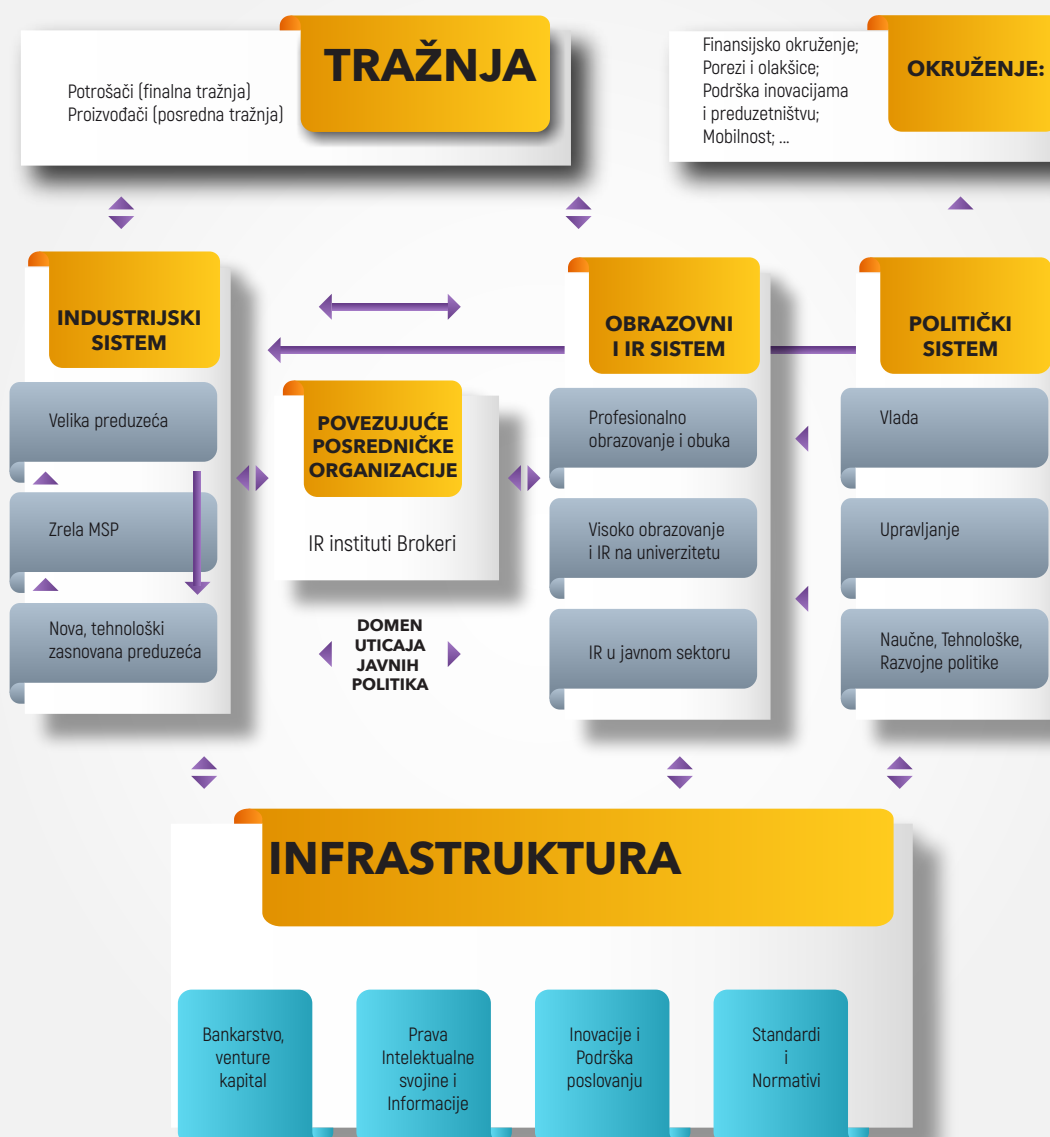 TRAŽNJA
Potrošači (finalna tražnja)
Proizvođači (posredna tražnja)
OKRUŽENJE:
Finansijsko okruženje;
Porezi i olakšice;
Podrška inovacijama
i preduzetništvu;
Mobilnost; ...
INDUSTRIJSKI
SISTEM
Velika preduzeća
Zrela MSP
Nova, tehnološki
zasnovana preduzeća
POVEZUJUĆE
POSREDNIČKE
ORGANIZACIJE
IR instituti Brokeri
DOMEN
UTICAJA
JAVNIH
POLITIKA
OBRAZOVNI
I IR SISTEM
Profesionalno
obrazovanje i obuka
Visoko obrazovanje
i IR na univerzitetu
IR u javnom sektoru
POLITIČKI
SISTEM
Vlada
Upravljanje
Naučne, Tehnološke,
Razvojne politike
INFRASTRUKTURA
Bankarstvo,
venture
kapital
Prava
Intelektualne
svojine i
Informacije
Inovacije i
Podrška
poslovanju
Standardi
i
Normativi